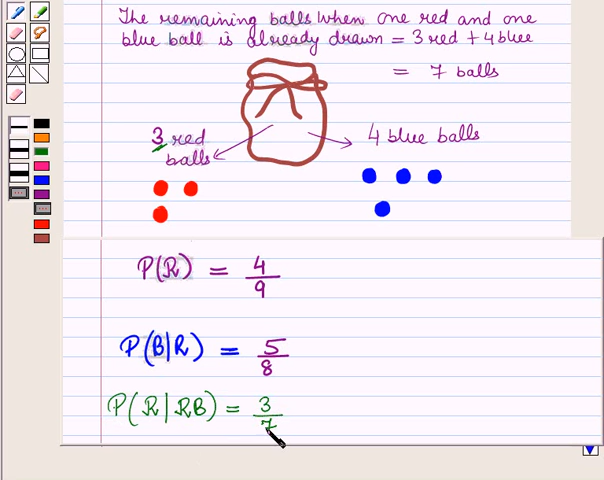 The remaining balls when one red and one
blue ball is already drawn = 3 red + 4 blue
= 7 balls
3 red
balls
4 blue balls
P(R) = 4/9
P(B|R) = 5/8
P(R|RB) = 3/7